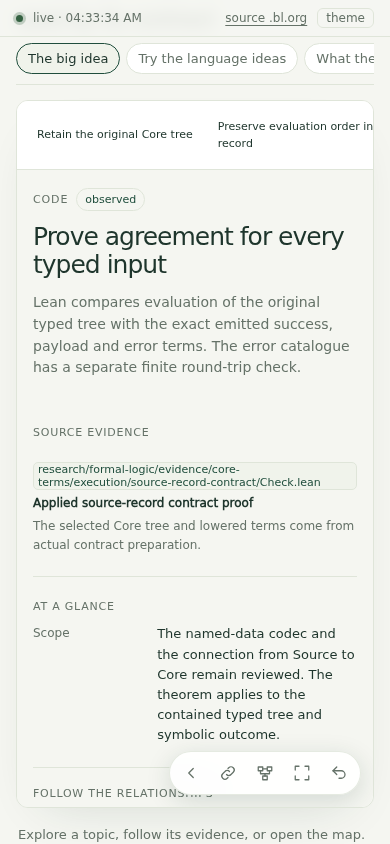 live · 04:33:34 AM
source .bl.org
theme
The big idea
Try the language ideas
What the
Retain the original Core tree
Preserve evaluation order in
record
CODE
observed
Prove agreement for every
typed input
Lean compares evaluation of the original
typed tree with the exact emitted success,
payload and error terms. The error catalogue
has a separate finite round-trip check.
SOURCE EVIDENCE
research/formal-logic/evidence/core-
terms/execution/source-record-contract/Check.lean
Applied source-record contract proof
The selected Core tree and lowered terms come from
actual contract preparation.
AT A GLANCE
Scope
The named-data codec and
the connection from Source to
Core remain reviewed. The
theorem applies to the
contained typed tree and
symbolic outcome.
FOLLOW THE RELATIONSHIPS
Explore a topic, follow its evidence, or open the map.